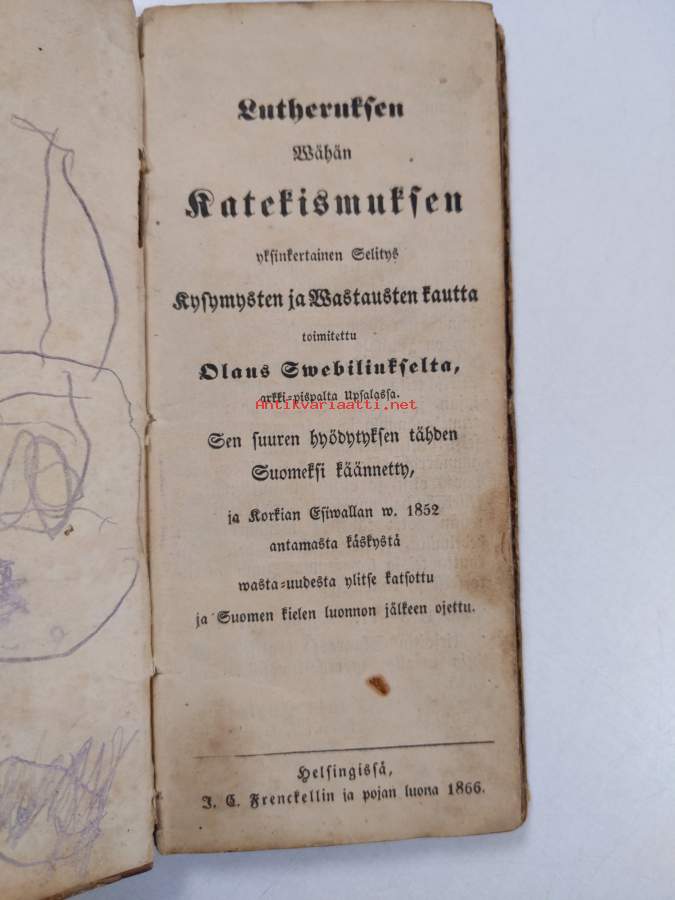 Lutheruksen
Wähän
Katekismuksen
yksinkertainen Selitys
Kysymysten ja Wastausten kautta
toimitettu
Olaus Swebiliukselta,
arkki-pispalta Upsalassa.
Antikvariaatti.net
Sen suuren hyödytyksen tähden
Suomeksi käännetty,
ja Korkian Esiwallan w. 1852
antamasta käskystä
wasta-uudesta ylitse katsottu
ja Suomen kielen luonnon jälkeen ojettu.
Helsingissä,
J. C. Frenckellin ja pojan luona 1866.